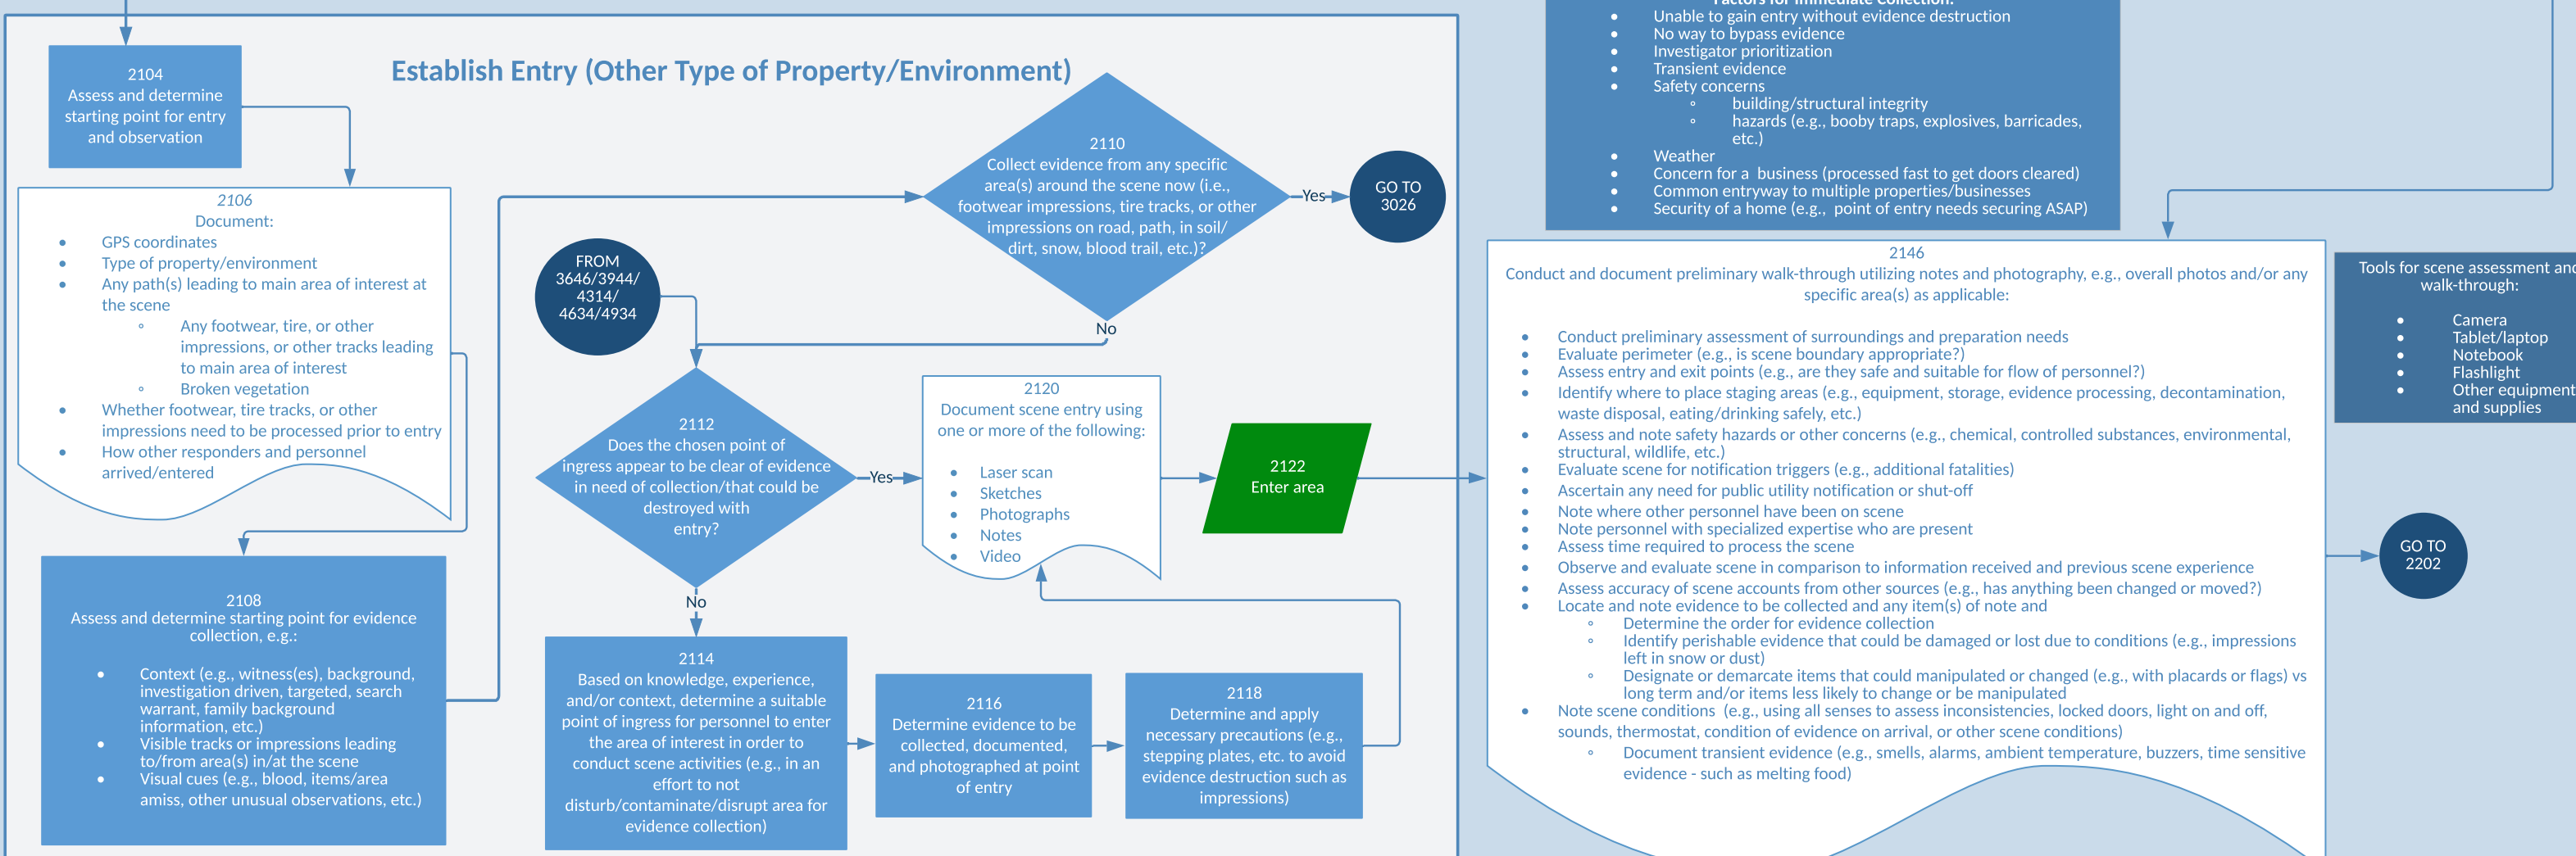 Establish Entry (Other Type of Property/Environment)
2104
Assess and determine
starting point for entry
and observation
2106
Document:
• GPS coordinates
• Type of property/environment
• Any path(s) leading to main area of interest at
the scene
◦ Any footwear, tire, or other
impressions, or other tracks leading
to main area of interest
◦ Broken vegetation
• Whether footwear, tire tracks, or other
impressions need to be processed prior to entry
• How other responders and personnel
arrived/entered
2108
Assess and determine starting point for evidence
collection, e.g.:
• Context (e.g., witness(es), background,
investigation driven, targeted, search
warrant, family background
information, etc.)
• Visible tracks or impressions leading
to/from area(s) in/at the scene
• Visual cues (e.g., blood, items/area
amiss, other unusual observations, etc.)
2110
Collect evidence from any specific
area(s) around the scene now (i.e.,
footwear impressions, tire tracks, or other
impressions on road, path, in soil/
dirt, snow, blood trail, etc.)?
Yes
GO TO
3026
No
FROM
3646/3944/
4314/
4634/4934
2112
Does the chosen point of
ingress appear to be clear of evidence
in need of collection/that could be
destroyed with
entry?
Yes
No
2114
Based on knowledge, experience,
and/or context, determine a suitable
point of ingress for personnel to enter
the area of interest in order to
conduct scene activities (e.g., in an
effort to not
disturb/contaminate/disrupt area for
evidence collection)
2116
Determine evidence to be
collected, documented,
and photographed at point
of entry
2118
Determine and apply
necessary precautions (e.g.,
stepping plates, etc. to avoid
evidence destruction such as
impressions)
2120
Document scene entry using
one or more of the following:
• Laser scan
• Sketches
• Photographs
• Notes
• Video
2122
Enter area
Factors for Immediate Collection:
• Unable to gain entry without evidence destruction
• No way to bypass evidence
• Investigator prioritization
• Transient evidence
• Safety concerns
◦ building/structural integrity
◦ hazards (e.g., booby traps, explosives, barricades,
etc.)
• Weather
• Concern for a business (processed fast to get doors cleared)
• Common entryway to multiple properties/businesses
• Security of a home (e.g., point of entry needs securing ASAP)
2146
Conduct and document preliminary walk-through utilizing notes and photography, e.g., overall photos and/or any
specific area(s) as applicable:
• Conduct preliminary assessment of surroundings and preparation needs
• Evaluate perimeter (e.g., is scene boundary appropriate?)
• Assess entry and exit points (e.g., are they safe and suitable for flow of personnel?)
• Identify where to place staging areas (e.g., equipment, storage, evidence processing, decontamination,
waste disposal, eating/drinking safely, etc.)
• Assess and note safety hazards or other concerns (e.g., chemical, controlled substances, environmental,
structural, wildlife, etc.)
• Evaluate scene for notification triggers (e.g., additional fatalities)
• Ascertain any need for public utility notification or shut-off
• Note where other personnel have been on scene
• Note personnel with specialized expertise who are present
• Assess time required to process the scene
• Observe and evaluate scene in comparison to information received and previous scene experience
• Assess accuracy of scene accounts from other sources (e.g., has anything been changed or moved?)
• Locate and note evidence to be collected and any item(s) of note and
◦ Determine the order for evidence collection
◦ Identify perishable evidence that could be damaged or lost due to conditions (e.g., impressions
left in snow or dust)
◦ Designate or demarcate items that could manipulated or changed (e.g., with placards or flags) vs
long term and/or items less likely to change or be manipulated
• Note scene conditions (e.g., using all senses to assess inconsistencies, locked doors, light on and off,
sounds, thermostat, condition of evidence on arrival, or other scene conditions)
◦ Document transient evidence (e.g., smells, alarms, ambient temperature, buzzers, time sensitive
evidence - such as melting food)
Tools for scene assessment and
walk-through:
• Camera
• Tablet/laptop
• Notebook
• Flashlight
• Other equipment
and supplies
GO TO
2202